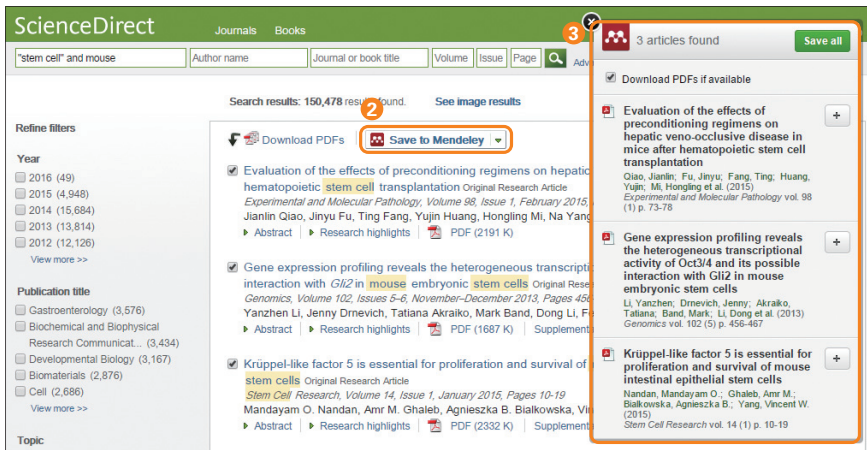 ScienceDirect
Journals Books
"stem cell" and mouse
Author name
Journal or book title
Volume
Issue
Page
Search results: 150,478 found.
See image results
2
Refine filters
Year
2016 (49)
2015 (4,948)
2014 (15,684)
2013 (13,814)
2012 (12,126)
View more >>
Publication title
Gastroenterology (3,576)
Biochemical and Biophysical
Research Communicat... (3,434)
Developmental Biology (3,167)
Biomaterials (2,876)
Cell (2,686)
View more >>
Topic
Download PDFs
Save to Mendeley
Evaluation of the effects of preconditioning regimens on hepatic
hematopoietic stem cell transplantation Original Research Article
Experimental and Molecular Pathology, Volume 98, Issue 1, February 2015,
Jianlin Qiao, Jinyu Fu, Ting Fang, Yujin Huang, Hongling Mi, Na Yang
Abstract Research highlights PDF (2191 K)
Gene expression profiling reveals the heterogeneous transcripti
interaction with Gli2 in mouse embryonic stem cells Original Resea
Genomics, Volume 102, Issues 5–6, November–December 2013, Pages 456
Yanzhen Li, Jenny Drnevich, Tatiana Akraiko, Mark Band, Dong Li, Fe
Abstract Research highlights PDF (1687 K) Supplement
Krüppel-like factor 5 is essential for proliferation and survival of
stem cells Original Research Article
Stem Cell Research, Volume 14, Issue 1, January 2015, Pages 10-19
Mandayam O. Nandan, Amr M. Ghaleb, Agnieszka B. Bialkowska, Vin
Abstract Research highlights PDF (2332 K) Supplement
3
3 articles found
Save all
Download PDFs if available
Evaluation of the effects of
preconditioning regimens on
hepatic veno-occlusive disease in
mice after hematopoietic stem cell
transplantation
Qiao, Jianlin; Fu, Jinyu; Fang, Ting; Huang,
Yujin; Mi, Hongling et al. (2015)
Experimental and Molecular Pathology vol. 98
(1) p. 73-78
Gene expression profiling reveals
the heterogeneous transcriptional
activity of Oct3/4 and its possible
interaction with Gli2 in mouse
embryonic stem cells
Li, Yanzhen; Drnevich, Jenny; Akraiko,
Tatiana; Band, Mark; Li, Dong et al. (2013)
Genomics vol. 102 (5) p. 456-467
Krüppel-like factor 5 is essential for
proliferation and survival of mouse
intestinal epithelial stem cells
Nandan, Mandayam O.; Ghaleb, Amr M.;
Bialkowska, Agnieszka B.; Yang, Vincent W.
(2015)
Stem Cell Research vol. 14 (1) p. 10-19